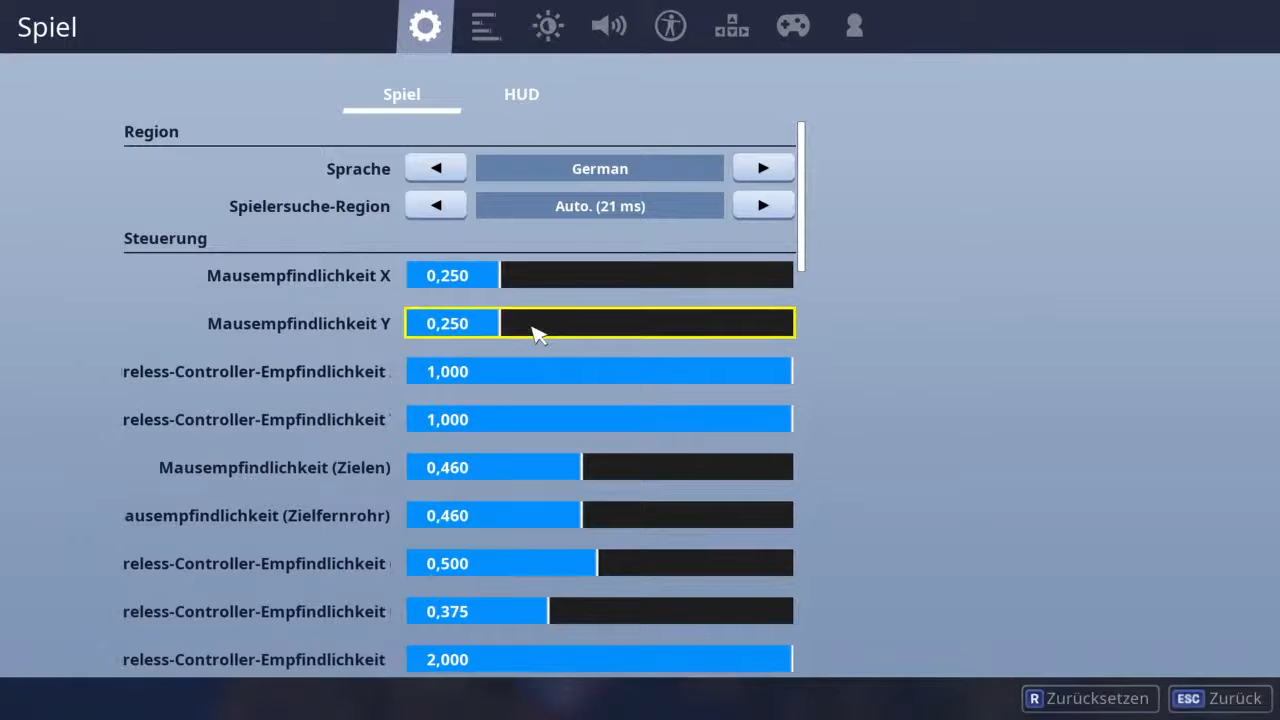 Spiel
Spiel HUD
Region
Sprache ◄ German ►
Spielersuche-Region ◄ Auto. (21 ms) ►
Steuerung
Mausempfindlichkeit X 0,250
Mausempfindlichkeit Y 0,250
reless-Controller-Empfindlichkeit 1,000
reless-Controller-Empfindlichkeit 1,000
Mausempfindlichkeit (Zielen) 0,460
ausempfindlichkeit (Zielfernrohr) 0,460
reless-Controller-Empfindlichkeit 0,500
reless-Controller-Empfindlichkeit 0,375
reless-Controller-Empfindlichkeit 2,000
R Zurücksetzen ESC Zurück